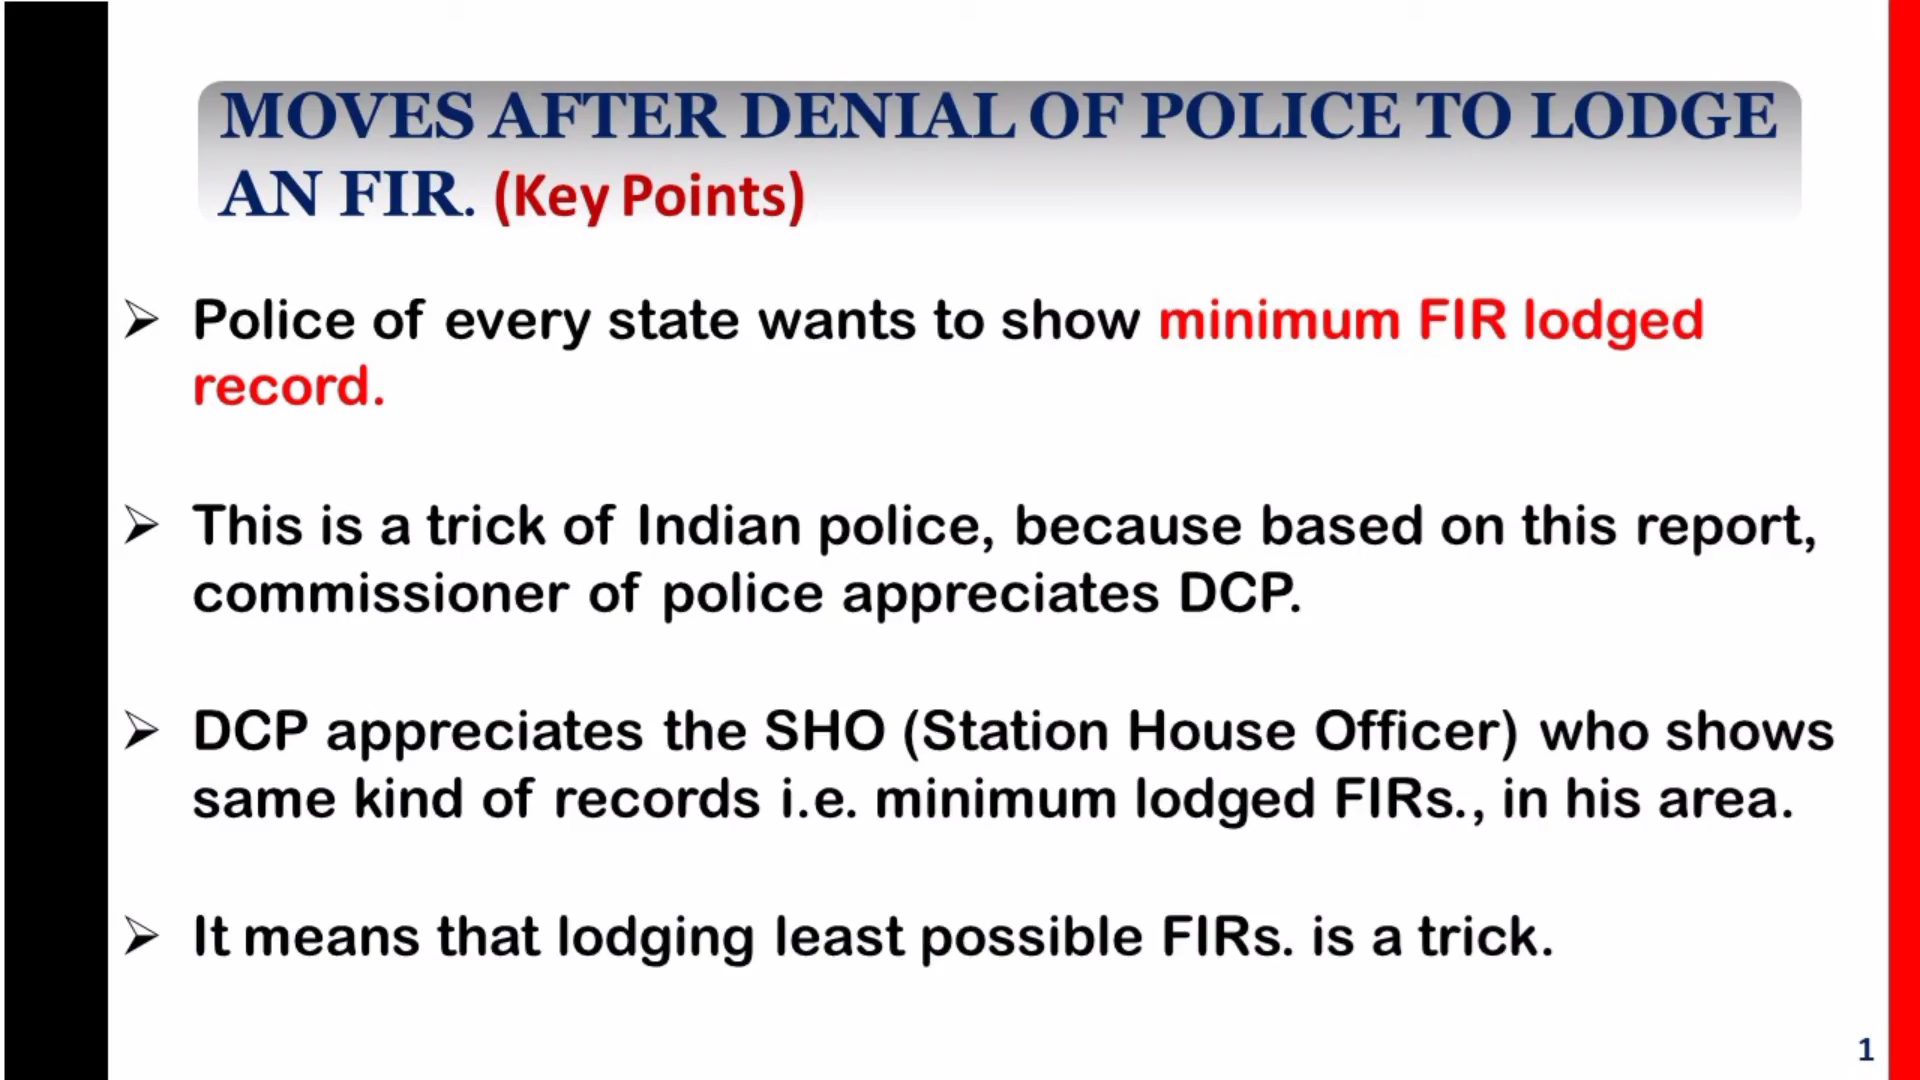 MOVES AFTER DENIAL OF POLICE TO LODGE
AN FIR. (Key Points)
➢ Police of every state wants to show minimum FIR lodged
record.
➢ This is a trick of Indian police, because based on this report,
commissioner of police appreciates DCP.
➢ DCP appreciates the SHO (Station House Officer) who shows
same kind of records i.e. minimum lodged FIRs., in his area.
➢ It means that lodging least possible FIRs. is a trick.
1